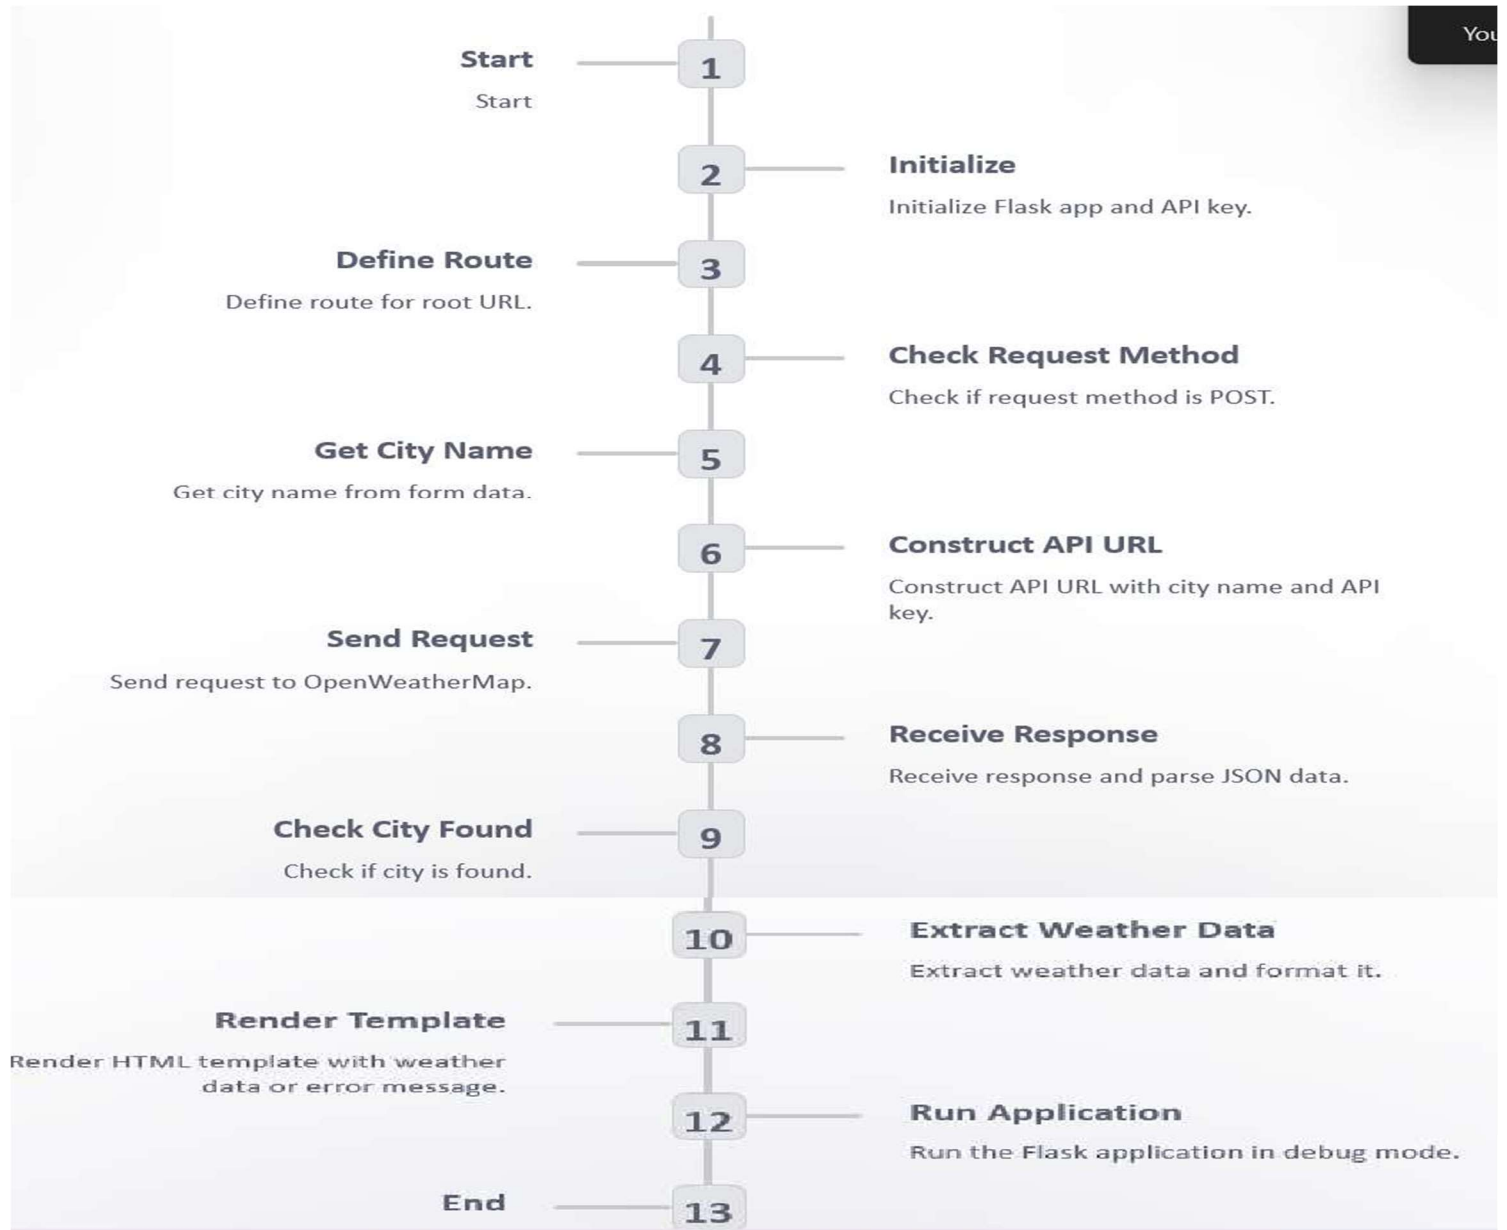 You
Start
1
Start
2
Initialize
Initialize Flask app and API key.
Define Route
3
Define route for root URL.
4
Check Request Method
Check if request method is POST.
Get City Name
5
Get city name from form data.
6
Construct API URL
Construct API URL with city name and API
key.
Send Request
7
Send request to OpenWeatherMap.
8
Receive Response
Receive response and parse JSON data.
Check City Found
9
Check if city is found.
10
Extract Weather Data
Extract weather data and format it.
Render Template
11
Render HTML template with weather
data or error message.
12
Run Application
Run the Flask application in debug mode.
End
13